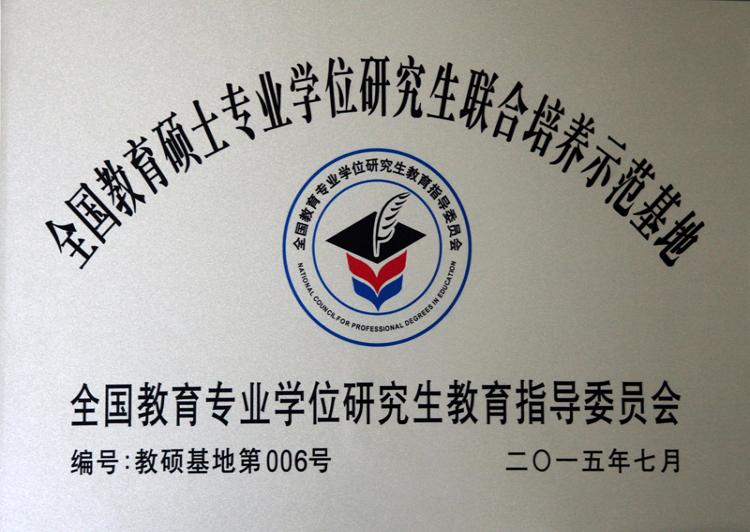 全国教育硕士专业学位研究生联合培养示范基地
全国教育专业学位研究生教育指导委员会
NATIONAL COUNCIL FOR PROFESSIONAL DEGREES IN EDUCATION
全国教育专业学位研究生教育指导委员会
编号:教硕基地第006号
二〇一五年七月